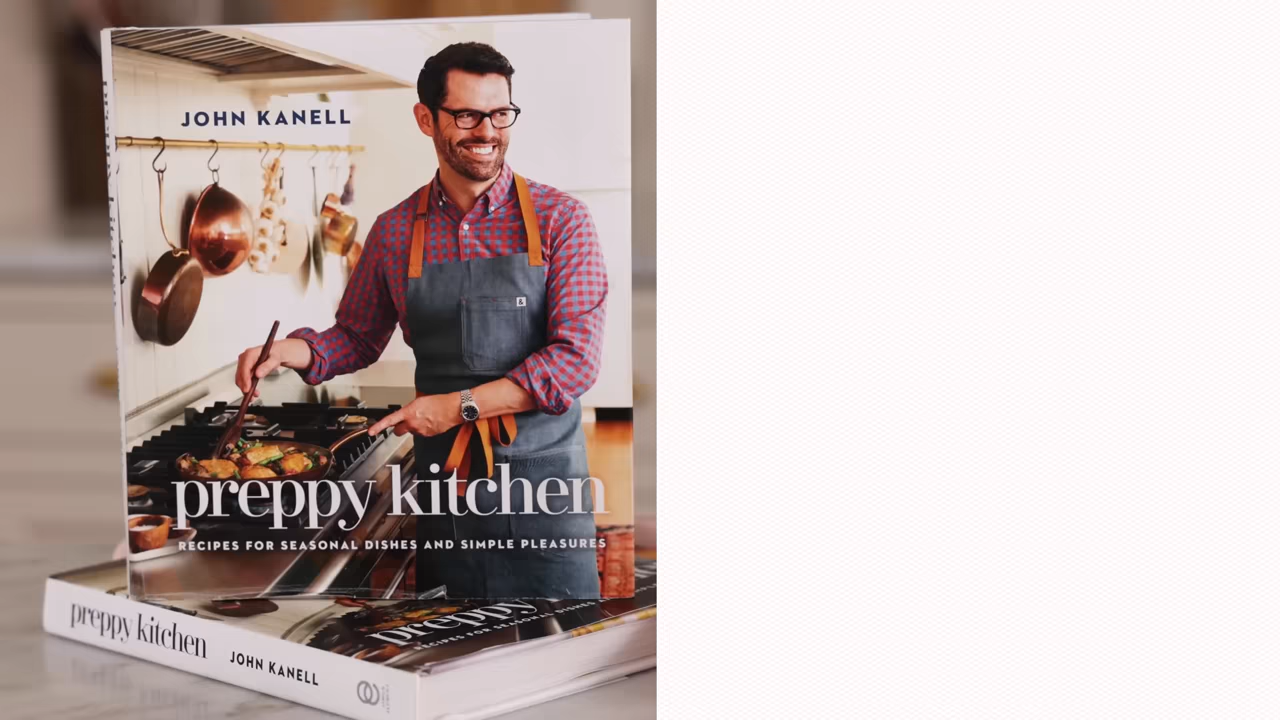 JOHN KANELL
&
preppy kitchen
RECIPES FOR SEASONAL DISHES AND SIMPLE PLEASURES
preppy kitchen
JOHN KANELL
preppy
RECIPES FOR SEASONAL DISHES